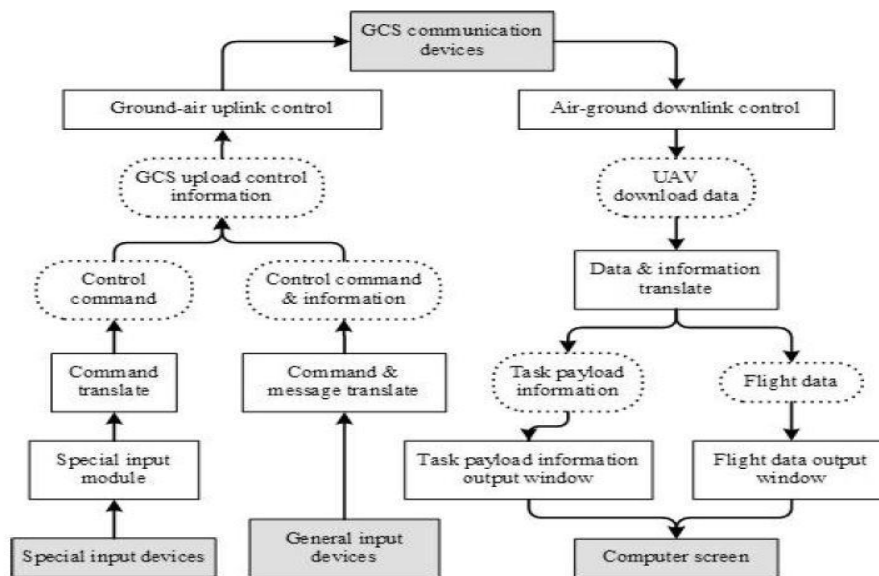 GCS communication
devices
Ground-air uplink control
Air-ground downlink control
GCS upload control
information
UAV
download data
Control
command
Control command
& information
Data & information
translate
Command
translate
Command &
message translate
Task payload
information
Flight data
Special input
module
Task payload information
output window
Flight data output
window
Special input devices
General input
devices
Computer screen